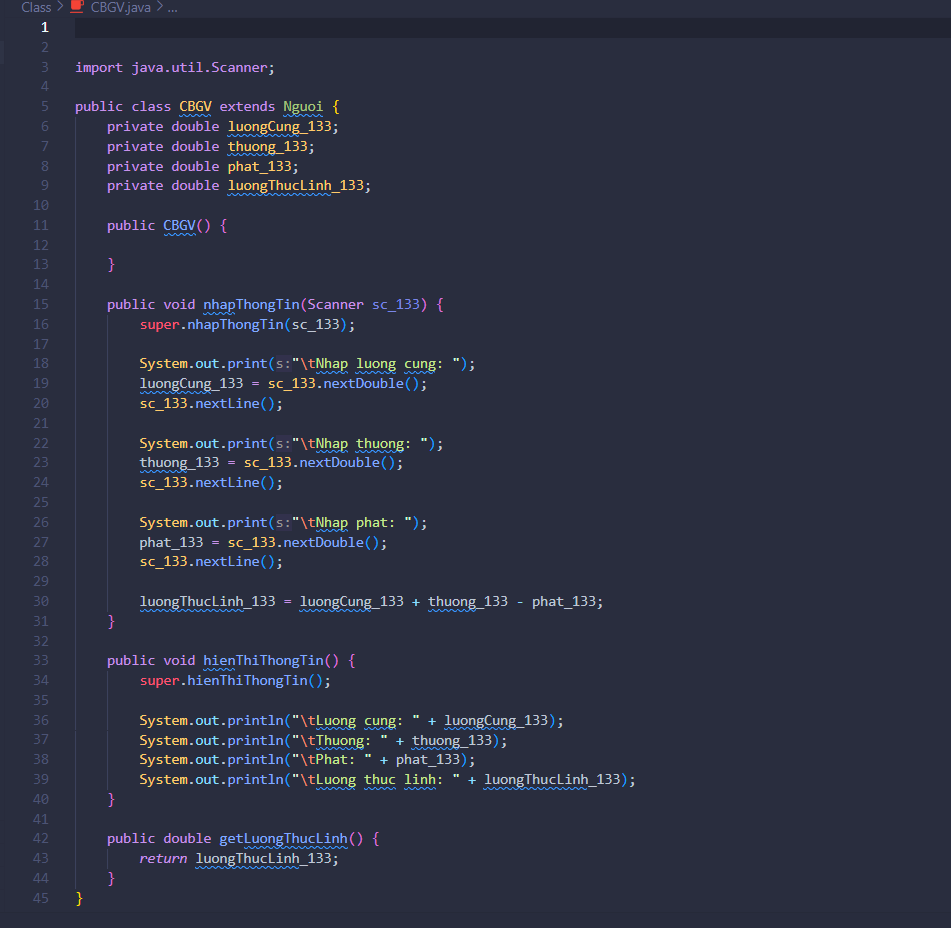 Class > CBGV.java > ...
1
2
3 import java.util.Scanner;
4
5 public class CBGV extends Nguoi {
6     private double luongCung_133;
7     private double thuong_133;
8     private double phat_133;
9     private double luongThucLinh_133;
10
11     public CBGV() {
12
13     }
14
15     public void nhapThongTin(Scanner sc_133) {
16         super.nhapThongTin(sc_133);
17
18         System.out.print(s:"\tNhap luong cung: ");
19         luongCung_133 = sc_133.nextDouble();
20         sc_133.nextLine();
21
22         System.out.print(s:"\tNhap thuong: ");
23         thuong_133 = sc_133.nextDouble();
24         sc_133.nextLine();
25
26         System.out.print(s:"\tNhap phat: ");
27         phat_133 = sc_133.nextDouble();
28         sc_133.nextLine();
29
30         luongThucLinh_133 = luongCung_133 + thuong_133 - phat_133;
31     }
32
33     public void hienThiThongTin() {
34         super.hienThiThongTin();
35
36         System.out.println("\tLuong cung: " + luongCung_133);
37         System.out.println("\tThuong: " + thuong_133);
38         System.out.println("\tPhat: " + phat_133);
39         System.out.println("\tLuong thuc linh: " + luongThucLinh_133);
40     }
41
42     public double getLuongThucLinh() {
43         return luongThucLinh_133;
44     }
45 }